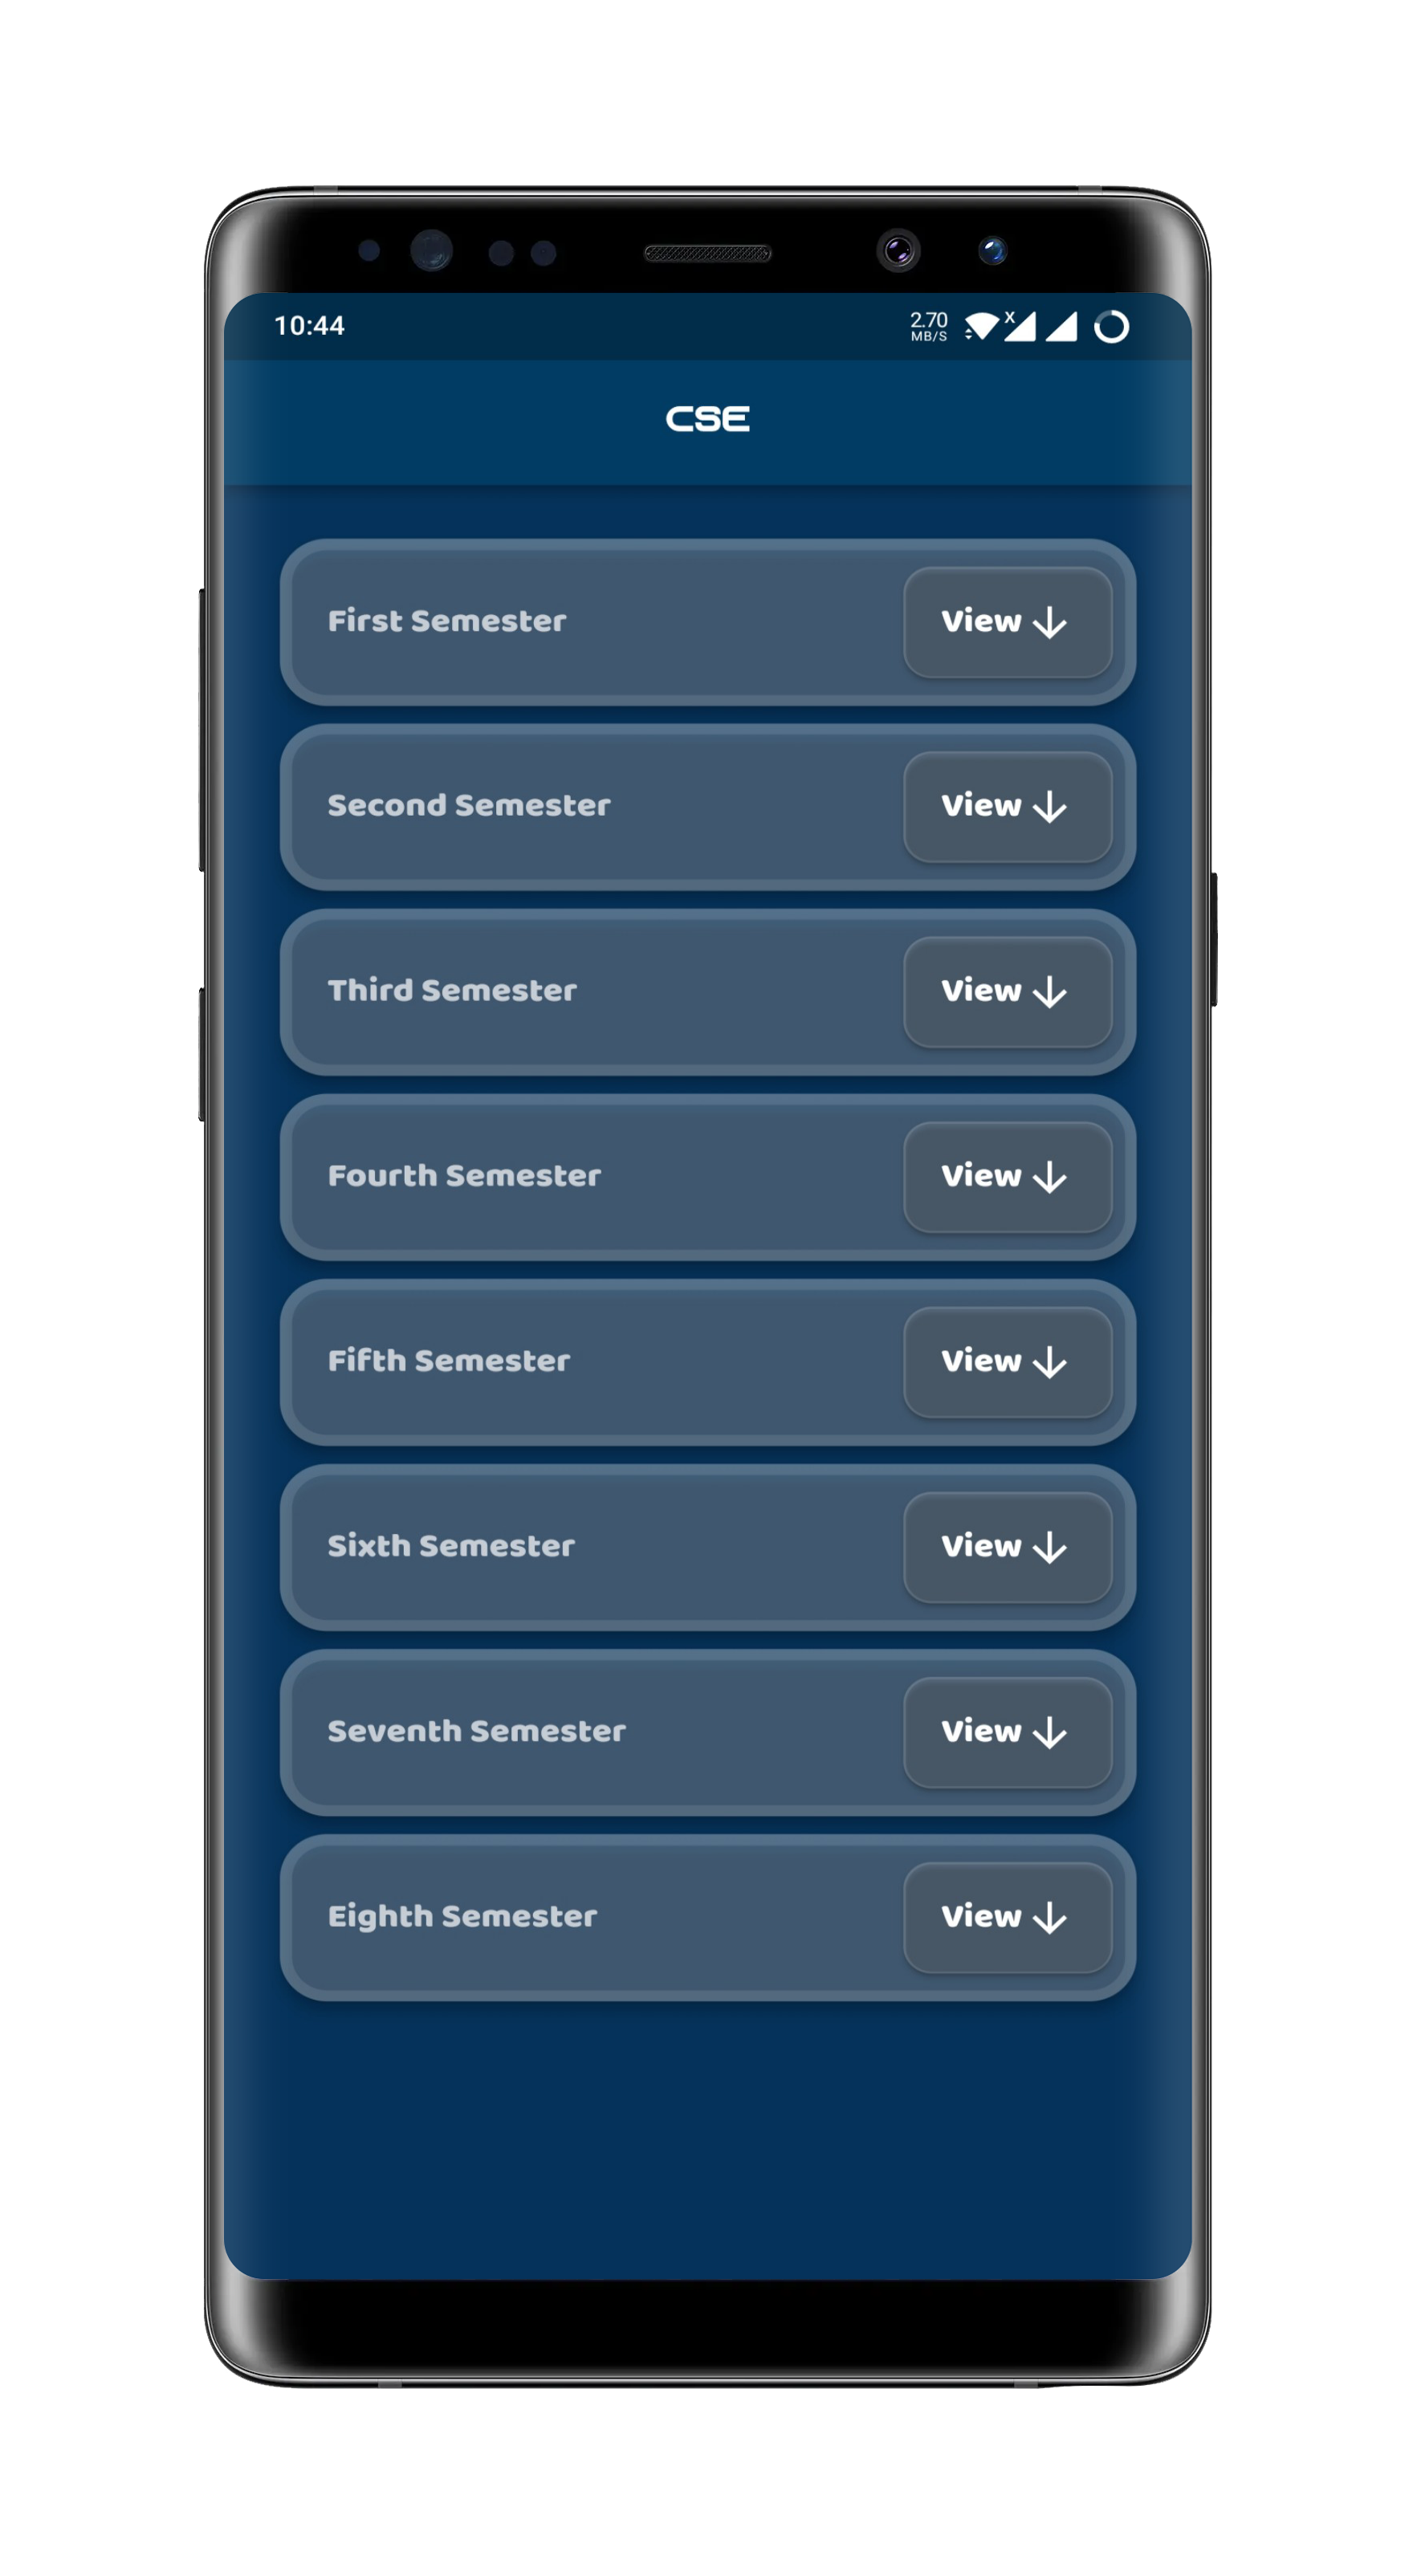 10:44
2.70
MB/S
X
CSE
First Semester
View ↓
Second Semester
View ↓
Third Semester
View ↓
Fourth Semester
View ↓
Fifth Semester
View ↓
Sixth Semester
View ↓
Seventh Semester
View ↓
Eighth Semester
View ↓